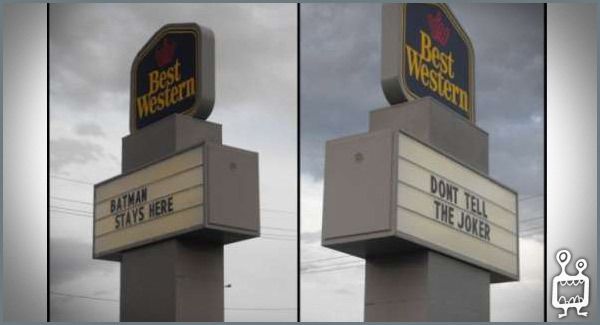 Best
Western
BATMAN
STAYS HERE
Best
Western
DONT TELL
THE JOKER